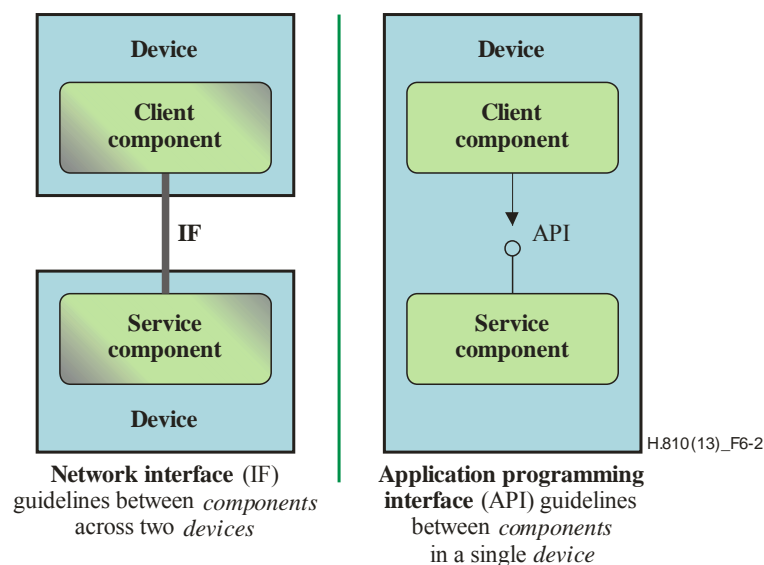 Device
Client
component
IF
Service
component
Device
Network interface (IF)
guidelines between components
across two devices
Device
Client
component
API
Service
component
Application programming
interface (API) guidelines
between components
in a single device
H.810(13)_F6-2